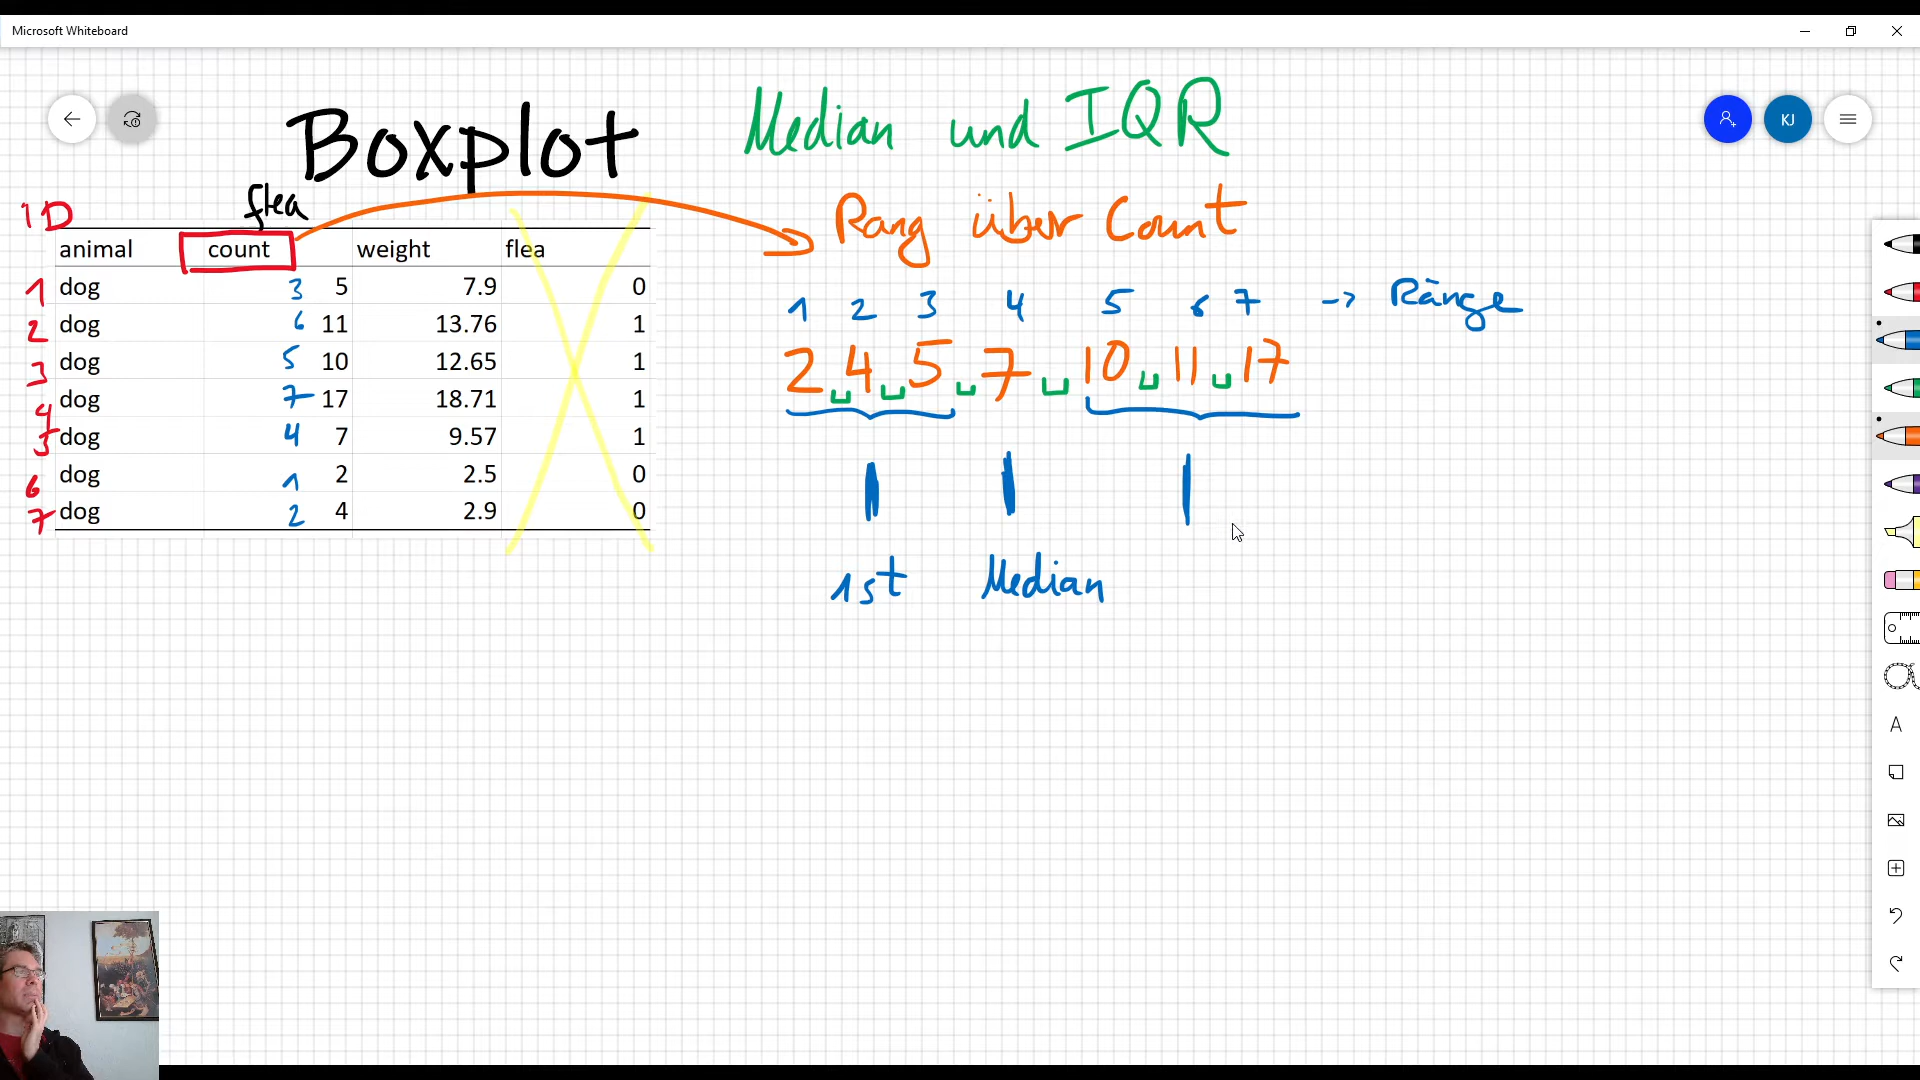 Microsoft Whiteboard
Boxplot
Median und IQR
KJ
flea
1D
Rang über Count
animal count weight flea
1 dog 3 5 7.9 0
2 dog 6 11 13.76 1
3 dog 5 10 12.65 1
4 dog 7 17 18.71 1
5 dog 4 7 9.57 1
6 dog 1 2 2.5 0
7 dog 2 4 2.9 0
1 2 3 4 5 6 7 -> Ränge
2 4 5 7 10 11 17
1st Median
A